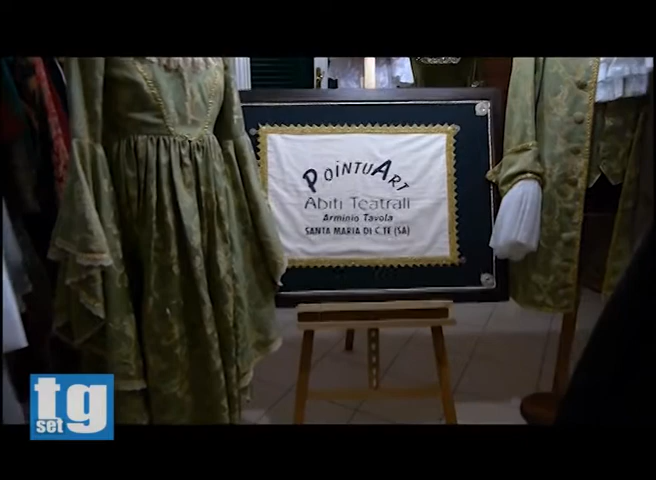 PointuArt
Abiti Teatrali
Arminio Tavola
SANTA MARIA DI C.TE (SA)
tg
set